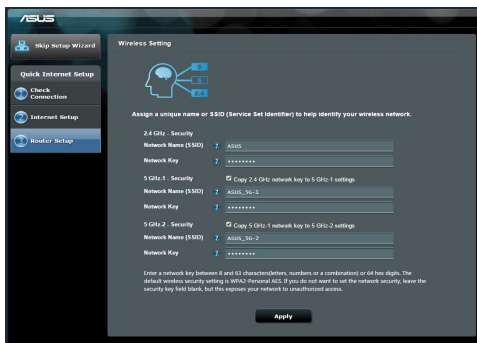 ASUS
Skip Setup Wizard
Quick Internet Setup
1 Check
Connection
2 Internet Setup
3 Router Setup
Wireless Setting
Assign a unique name or SSID (Service Set Identifier) to help identify your wireless network.
2.4 GHz - Security
Network Name (SSID) ? ASUS
Network Key ? ••••••••
5 GHz-1 - Security Copy 2.4 GHz network key to 5 GHz-1 settings
Network Name (SSID) ? ASUS_5G-1
Network Key ? ••••••••
5 GHz-2 - Security Copy 5 GHz-1 network key to 5 GHz-2 settings
Network Name (SSID) ? ASUS_5G-2
Network Key ? ••••••••
Enter a network key between 8 and 63 characters(letters, numbers or a combination) or 64 hex digits. The
default wireless security setting is WPA2-Personal AES. If you do not want to set the network security, leave the
security key field blank, but this exposes your network to unauthorized access.
Apply